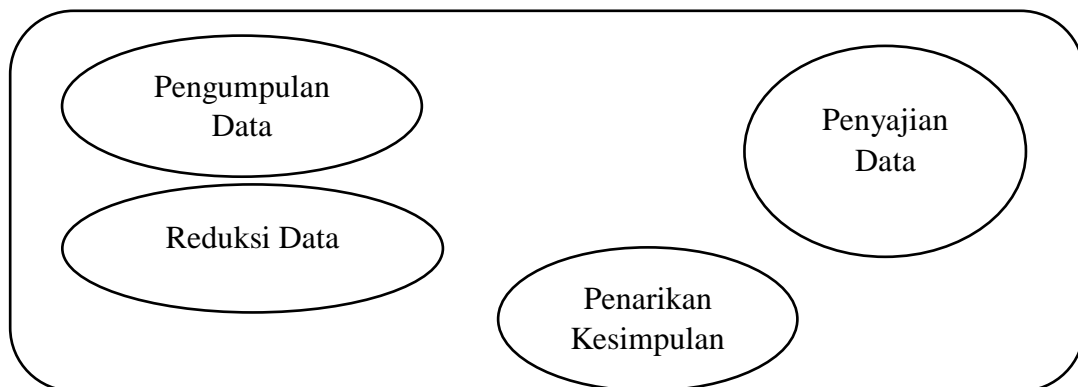 Pengumpulan
Data
Penyajian
Data
Reduksi Data
Penarikan
Kesimpulan